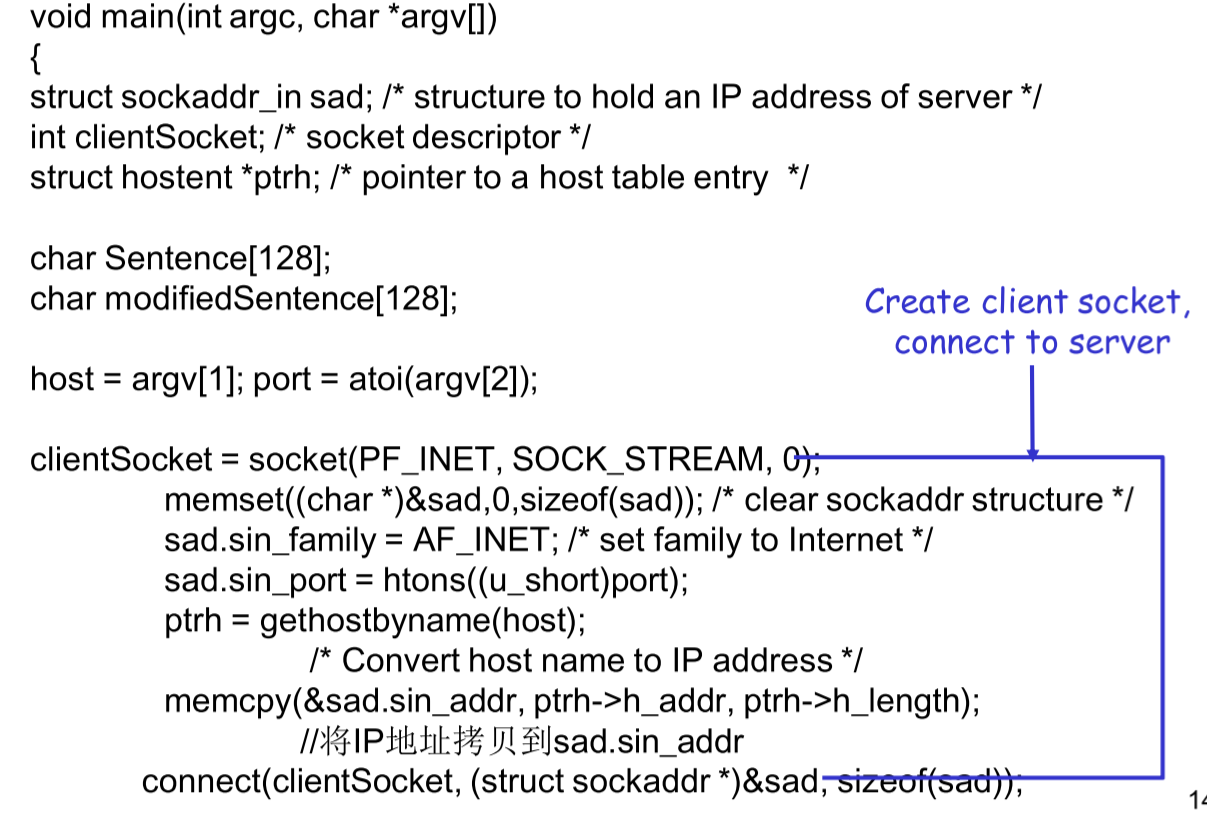 void main(int argc, char *argv[])
{
struct sockaddr_in sad; /* structure to hold an IP address of server */
int clientSocket; /* socket descriptor */
struct hostent *ptrh; /* pointer to a host table entry  */
char Sentence[128];
char modifiedSentence[128];
Create client socket,
connect to server
host = argv[1]; port = atoi(argv[2]);
clientSocket = socket(PF_INET, SOCK_STREAM, 0);
memset((char *)&sad,0,sizeof(sad)); /* clear sockaddr structure */
sad.sin_family = AF_INET; /* set family to Internet */
sad.sin_port = htons((u_short)port);
ptrh = gethostbyname(host);
/* Convert host name to IP address */
memcpy(&sad.sin_addr, ptrh->h_addr, ptrh->h_length);
//将IP地址拷贝到sad.sin_addr
connect(clientSocket, (struct sockaddr *)&sad, sizeof(sad));
14